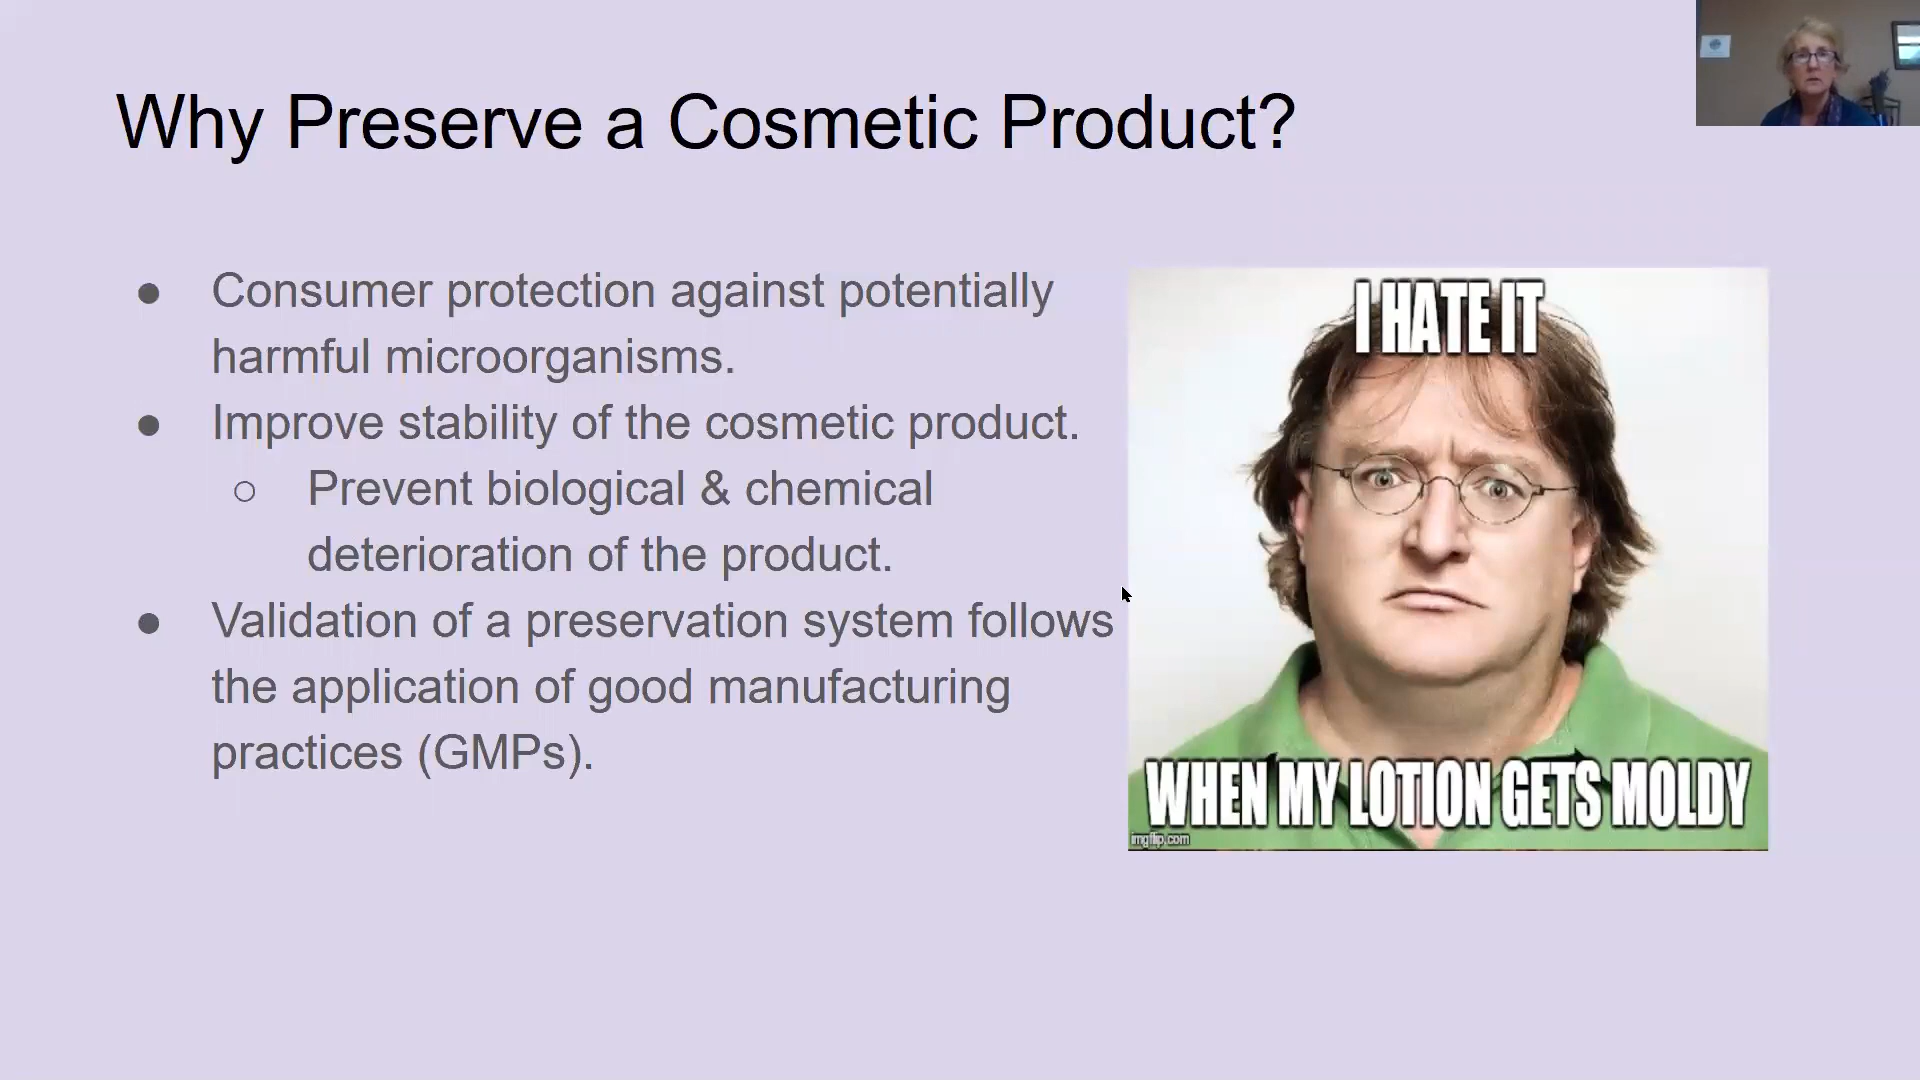 Why Preserve a Cosmetic Product?
● Consumer protection against potentially
harmful microorganisms.
● Improve stability of the cosmetic product.
○ Prevent biological & chemical
deterioration of the product.
● Validation of a preservation system follows
the application of good manufacturing
practices (GMPs).
I HATE IT
WHEN MY LOTION GETS MOLDY
imgflip.com